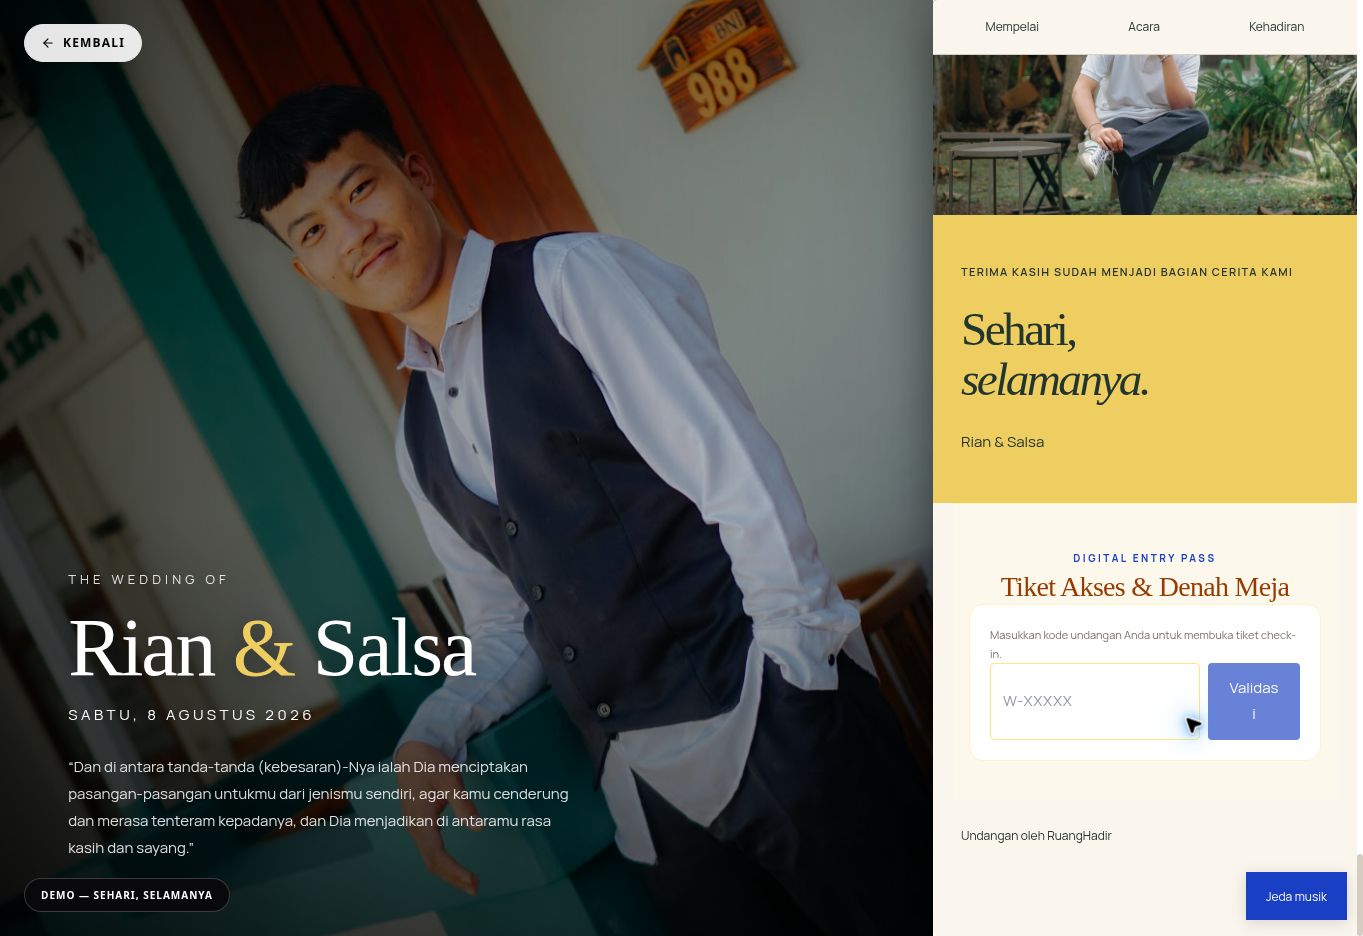 KEMBALI
BNI
988
THE WEDDING OF
Rian & Salsa
SABTU, 8 AGUSTUS 2026
“Dan di antara tanda-tanda (kebesaran)-Nya ialah Dia menciptakan
pasangan-pasangan untukmu dari jenismu sendiri, agar kamu cenderung
dan merasa tenteram kepadanya, dan Dia menjadikan di antaramu rasa
kasih dan sayang.”
DEMO — SEHARI, SELAMANYA
Mempelai
Acara
Kehadiran
TERIMA KASIH SUDAH MENJADI BAGIAN CERITA KAMI
Sehari,
selamanya.
Rian & Salsa
DIGITAL ENTRY PASS
Tiket Akses & Denah Meja
Masukkan kode undangan Anda untuk membuka tiket check-
in.
W-XXXXX
Validas
i
Undangan oleh RuangHadir
Jeda musik